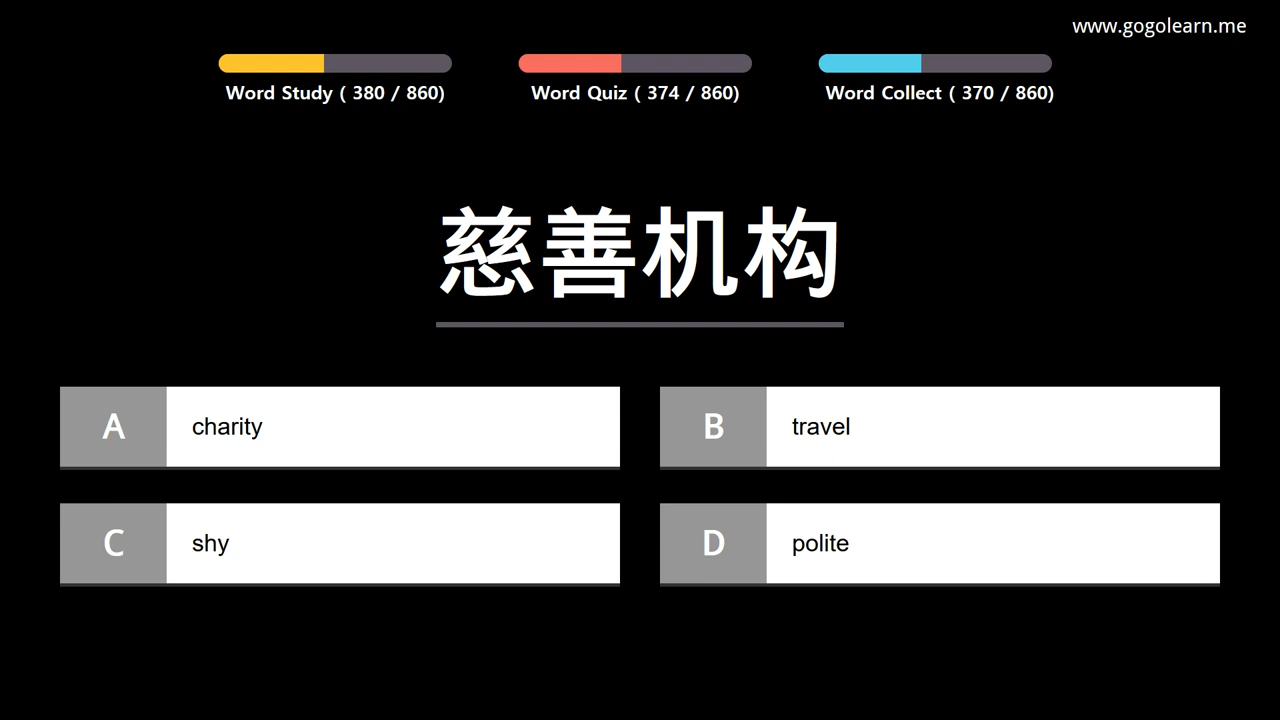 www.gogolearn.me
Word Study ( 380 / 860)
Word Quiz ( 374 / 860)
Word Collect ( 370 / 860)
慈善机构
A charity
B travel
C shy
D polite